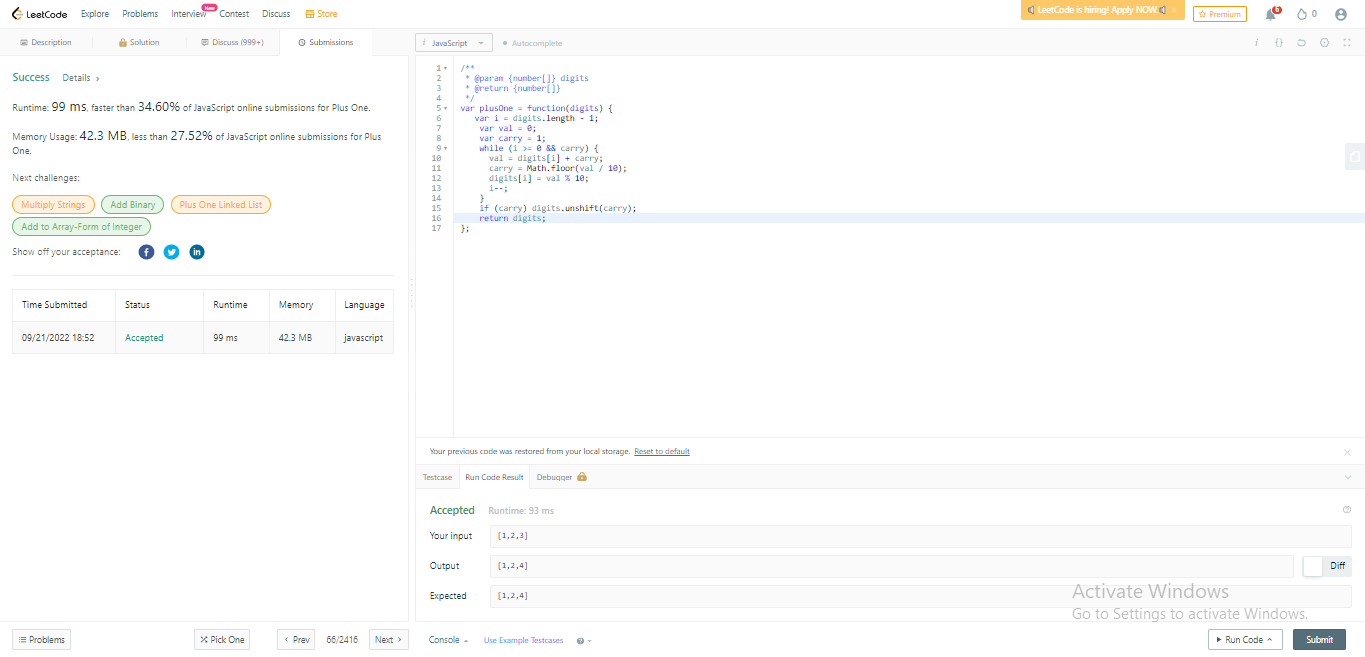 LeetCode Explore Problems Interview New Contest Discuss Store LeetCode is hiring! Apply NOW. Premium 6 0
Description Solution Discuss (999+) Submissions
i JavaScript Autocomplete
Success Details
Runtime: 99 ms, faster than 34.60% of JavaScript online submissions for Plus One.
Memory Usage: 42.3 MB, less than 27.52% of JavaScript online submissions for Plus
One.
Next challenges:
Multiply Strings Add Binary Plus One Linked List
Add to Array-Form of Integer
Show off your acceptance:
Time Submitted Status Runtime Memory Language
09/21/2022 18:52 Accepted 99 ms 42.3 MB javascript
1 /**
2 * @param {number[]} digits
3 * @return {number[]}
4 */
5 var plusOne = function(digits) {
6 var i = digits.length - 1;
7 var val = 0;
8 var carry = 1;
9 while (i >= 0 && carry) {
10 val = digits[i] + carry;
11 carry = Math.floor(val / 10);
12 digits[i] = val % 10;
13 i--;
14 }
15 if (carry) digits.unshift(carry);
16 return digits;
17 };
Your previous code was restored from your local storage. Reset to default
Testcase Run Code Result Debugger
Accepted Runtime: 93 ms
Your input [1,2,3]
Output [1,2,4] Diff
Expected [1,2,4]
Activate Windows
Go to Settings to activate Windows.
Problems Pick One Prev 66/2416 Next Console Use Example Testcases Run Code Submit